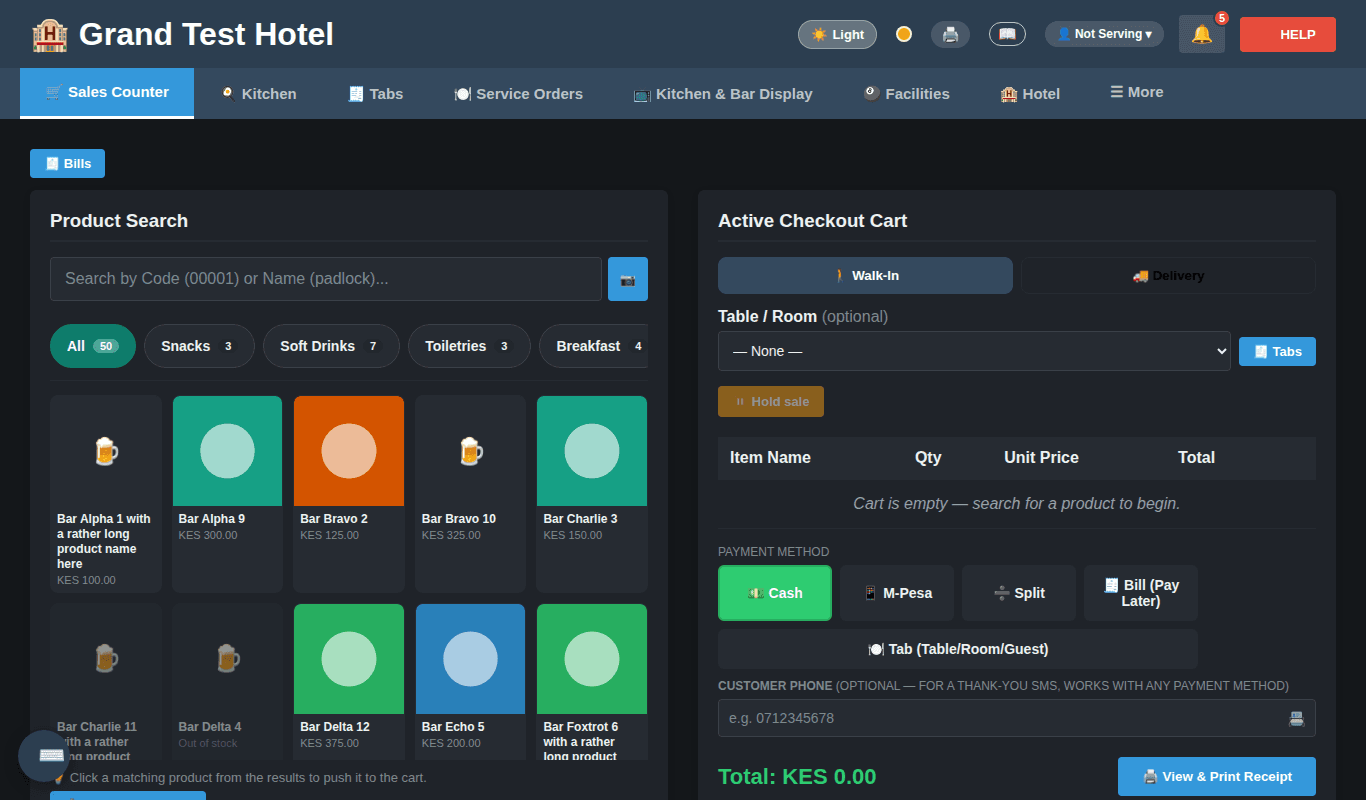 Grand Test Hotel
Light
Not Serving ▾
5
HELP
Sales Counter
Kitchen
Tabs
Service Orders
Kitchen & Bar Display
Facilities
Hotel
☰ More
Bills
Product Search
Search by Code (00001) or Name (padlock)...
All 50
Snacks 3
Soft Drinks 7
Toiletries 3
Breakfast 4
Bar Alpha 1 with
a rather long
product name
here
KES 100.00
Bar Alpha 9
KES 300.00
Bar Bravo 2
KES 125.00
Bar Bravo 10
KES 325.00
Bar Charlie 3
KES 150.00
Bar Charlie 11
with a rather
long product
Bar Delta 4
Out of stock
Bar Delta 12
KES 375.00
Bar Echo 5
KES 200.00
Bar Foxtrot 6
with a rather
long product
Click a matching product from the results to push it to the cart.
Active Checkout Cart
Walk-In
Delivery
Table / Room (optional)
— None —
Tabs
Hold sale
Item Name Qty Unit Price Total
Cart is empty — search for a product to begin.
PAYMENT METHOD
Cash
M-Pesa
Split
Bill (Pay
Later)
Tab (Table/Room/Guest)
CUSTOMER PHONE (OPTIONAL — FOR A THANK-YOU SMS, WORKS WITH ANY PAYMENT METHOD)
e.g. 0712345678
Total: KES 0.00
View & Print Receipt